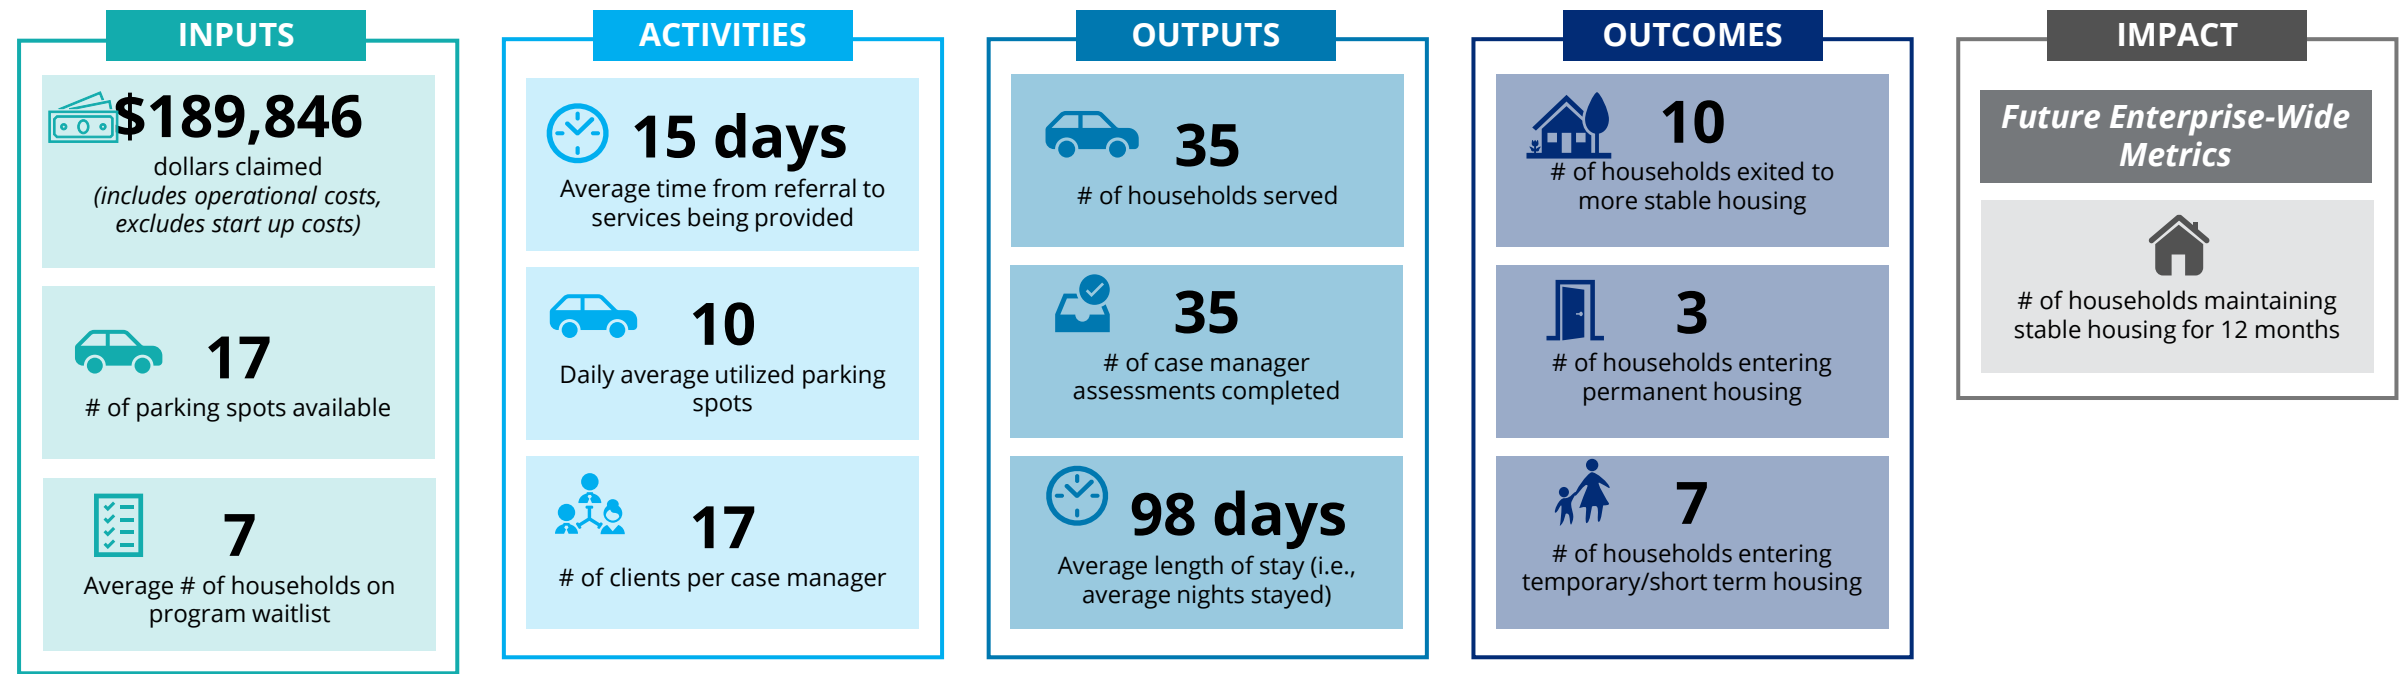 INPUTS
$189,846
dollars claimed
(includes operational costs,
excludes start up costs)
17
# of parking spots available
7
Average # of households on
program waitlist
ACTIVITIES
15 days
Average time from referral to
services being provided
10
Daily average utilized parking
spots
17
# of clients per case manager
OUTPUTS
35
# of households served
35
# of case manager
assessments completed
98 days
Average length of stay (i.e.,
average nights stayed)
OUTCOMES
10
# of households exited to
more stable housing
3
# of households entering
permanent housing
7
# of households entering
temporary/short term housing
IMPACT
Future Enterprise-Wide
Metrics
# of households maintaining
stable housing for 12 months